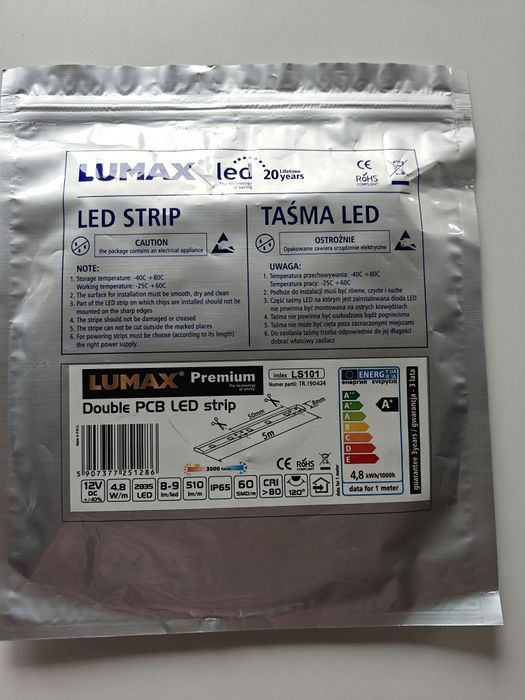 LUMAX® led 20 Lifetime years
The technology of saving
CE
RoHS
COMPLIANT
LED STRIP
CAUTION
the package contains an electrical appliance
NOTE:
1. Storage temperature: -40C +80C
Working temperature: -25C +60C
2. The surface for installation must be smooth, dry and clean
3. Part of the LED strip on which chips are installed should not be
mounted on the sharp edges
4. The stripe should not be damaged or creased
5. The stripe can not be cut outside the marked places
6. For powering strips must be choose (according to its length)
the right power supply.
TAŚMA LED
OSTROŻNIE
Opakowanie zawiera urządzenie elektryczne
UWAGA:
1. Temperatura przechowywania: -40C +80C
Temperatura pracy: -25C +60C
2. Podłoże do instalacji musi być równe, czyste i suche
3. Część taśmy LED na którym jest zainstalowana dioda LED
nie powinna być montowana na ostrych krawędziach
4. Taśma nie powinna być uszkodzona bądź pognieciona
5. Taśma nie może być cięta poza zaznaczonymi miejscami
6. Do zasilania taśmy trzeba odpowiednio do jej długości
dobrać właściwy zasilacz
LUMAX® Premium
The technology of saving
index LS101
Numer partii: TR.190424
Double PCB LED strip
50mm
8mm
5m
Made in P.R.C.
5 907377 251286
3000
CE
RoHS
COMPLIANT
12V DC +/-10%
4.8 W/m
2835 LED
8-9 lm/led
510 lm/m
IP65
60 SMD/m
CRI >80
120°
data for 1 meter
ENERG
енергия ενεργεια
A++
A+
A
B
C
D
E
A+
4,8 kWh/1000h
data for 1 meter
guarantee 3years / gwarancja - 3 lata